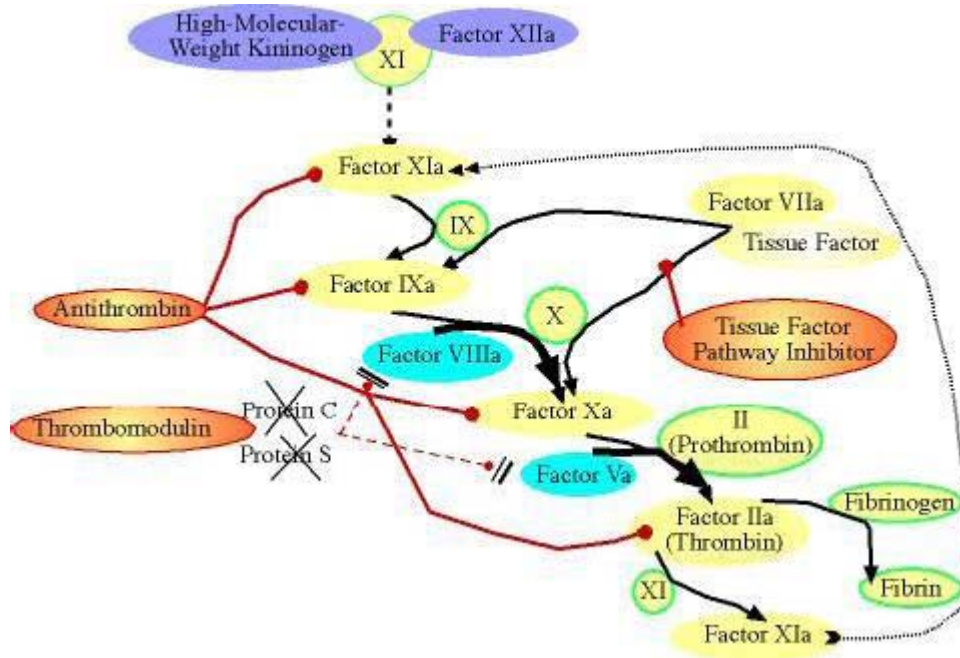 High-Molecular-
Weight Kininogen
Factor XIIa
XI
Factor XIa
Factor VIIa
IX
Tissue Factor
Factor IXa
Antithrombin
X
Tissue Factor
Pathway Inhibitor
Factor VIIIa
Protein C
Factor Xa
II
(Prothrombin)
Thrombomodulin
Protein S
Factor Va
Fibrinogen
Factor IIa
(Thrombin)
XI
Fibrin
Factor XIa